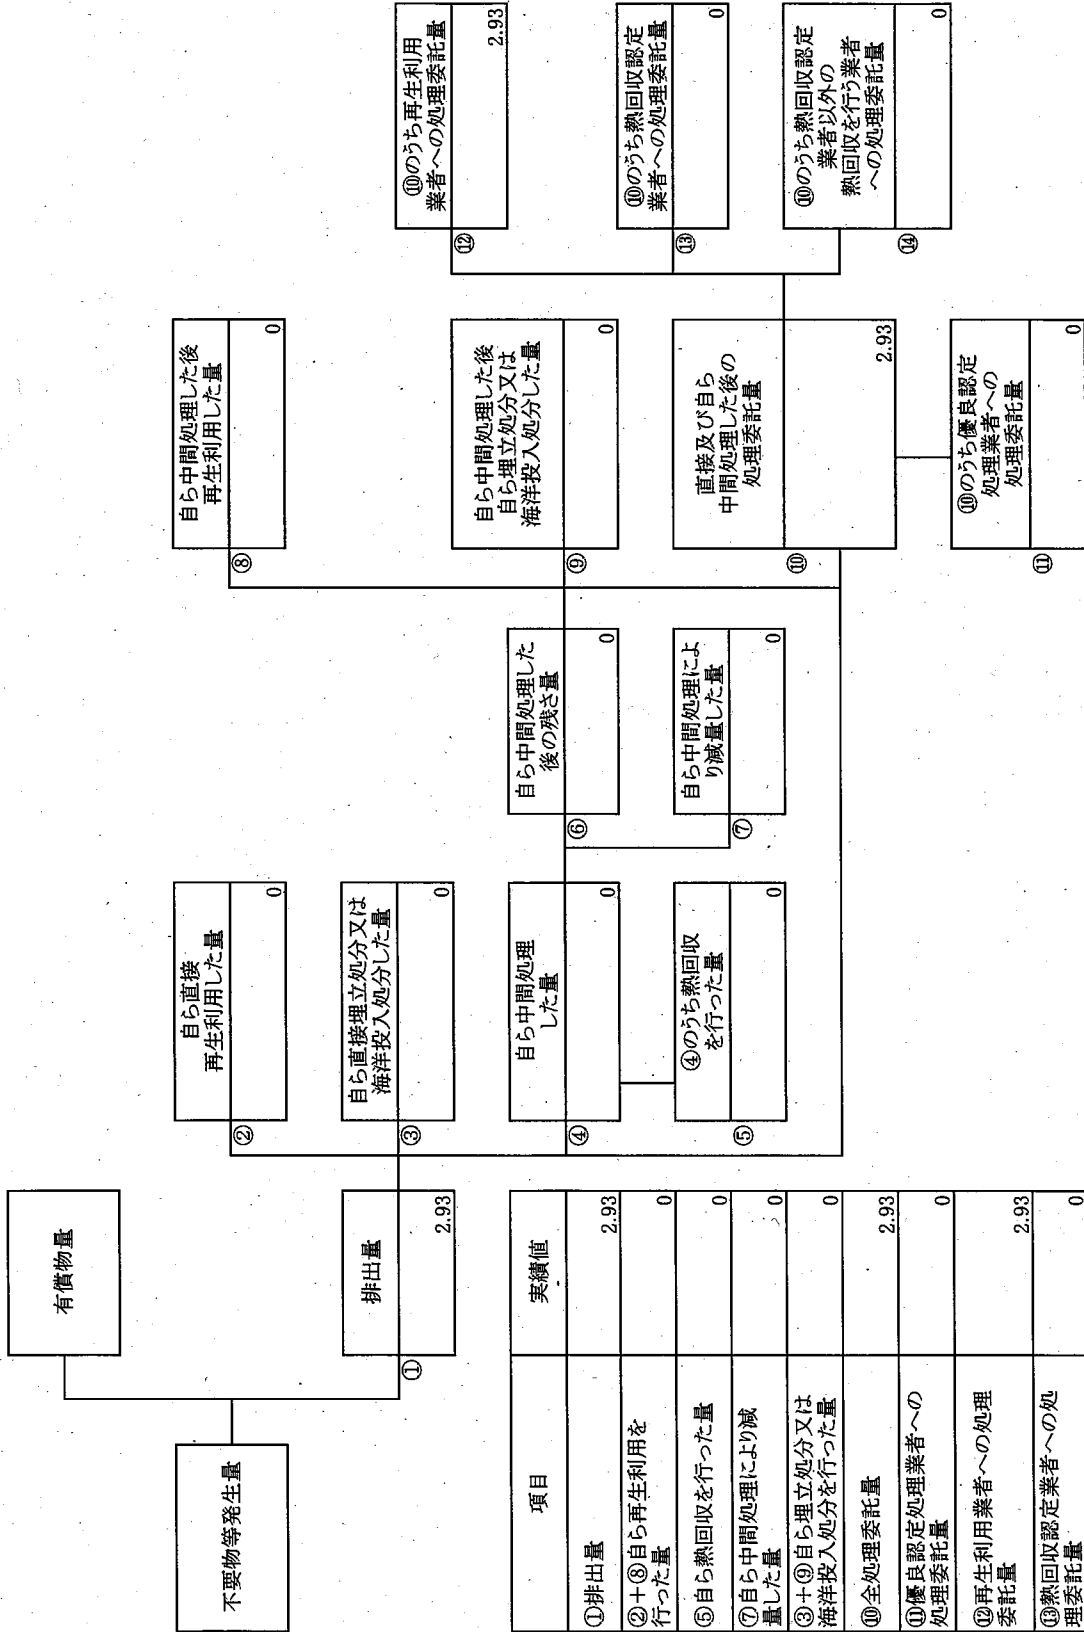 不要物等発生量
有償物量
①
排出量
2.93
②
自ら直接
再生利用した量
0
③
自ら直接埋立処分又は
海洋投入処分した量
0
④
自ら中間処理
した量
0
⑤
④のうち熱回収
を行った量
0
⑥
自ら中間処理した
後の残さ量
0
⑦
自ら中間処理によ
り減量した量
0
⑧
自ら中間処理した後
再生利用した量
0
⑨
自ら中間処理した後
自ら埋立処分又は
海洋投入処分した量
0
⑩
直接及び自ら
中間処理した後の
処理委託量
2.93
⑪
⑩のうち優良認定
処理業者への
処理委託量
0
⑫
⑩のうち再生利用
業者への処理委託量
2.93
⑬
⑩のうち熱回収認定
業者への処理委託量
0
⑭
⑩のうち熱回収認定
業者以外の
熱回収を行う業者
への処理委託量
0
項目 実績値
①排出量 2.93
②+⑧自ら再生利用を
行った量 0
⑤自ら熱回収を行った量 0
⑦自ら中間処理により減
量した量 0
③+⑨自ら埋立処分又は
海洋投入処分を行った量 0
⑩全処理委託量 2.93
⑪優良認定処理業者への
処理委託量 0
⑫再生利用業者への処理
委託量 2.93
⑬熱回収認定業者への処
理委託量 0